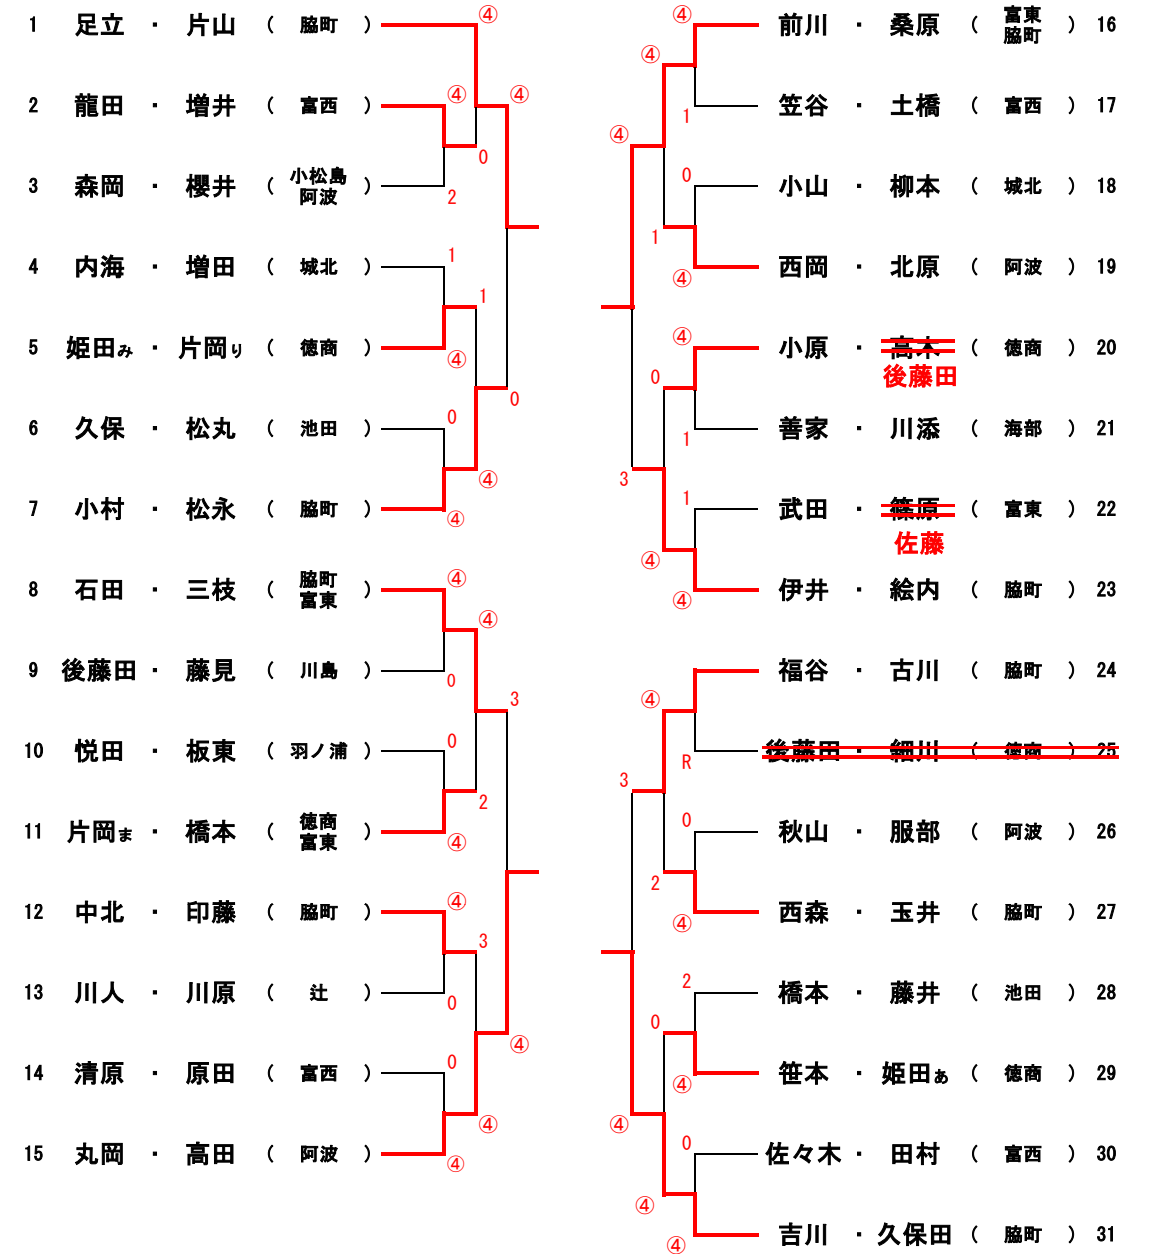 1 足立 ・ 片山 ( 脇町 )
2 龍田 ・ 増井 ( 富西 )
3 森岡 ・ 櫻井 ( 小松島 阿波 )
4 内海 ・ 増田 ( 城北 )
5 姫田み ・ 片岡り ( 徳商 )
6 久保 ・ 松丸 ( 池田 )
7 小村 ・ 松永 ( 脇町 )
8 石田 ・ 三枝 ( 脇町 富東 )
9 後藤田 ・ 藤見 ( 川島 )
10 悦田 ・ 板東 ( 羽ノ浦 )
11 片岡ま ・ 橋本 ( 徳商 富東 )
12 中北 ・ 印藤 ( 脇町 )
13 川人 ・ 川原 ( 辻 )
14 清原 ・ 原田 ( 富西 )
15 丸岡 ・ 高田 ( 阿波 )
④
④
④
0
2
1
1
④
0
0
④
④
④
④
0
3
0
2
④
④
3
0
④
0
④
④
前川 ・ 桑原 ( 富東 脇町 ) 16
笠谷 ・ 土橋 ( 富西 ) 17
小山 ・ 柳本 ( 城北 ) 18
西岡 ・ 北原 ( 阿波 ) 19
小原 ・ 高木 ( 徳商 ) 20
後藤田
善家 ・ 川添 ( 海部 ) 21
武田 ・ 篠原 ( 富東 ) 22
佐藤
伊井 ・ 絵内 ( 脇町 ) 23
福谷 ・ 古川 ( 脇町 ) 24
後藤田 ・ 細川 ( 徳商 ) 25
秋山 ・ 服部 ( 阿波 ) 26
西森 ・ 玉井 ( 脇町 ) 27
橋本 ・ 藤井 ( 池田 ) 28
笹本 ・ 姫田ぁ ( 徳商 ) 29
佐々木 ・ 田村 ( 富西 ) 30
吉川 ・ 久保田 ( 脇町 ) 31
④
④
1
④
0
1
④
④
0
1
3
1
④
④
④
R
3
0
2
④
2
0
④
④
0
④
④